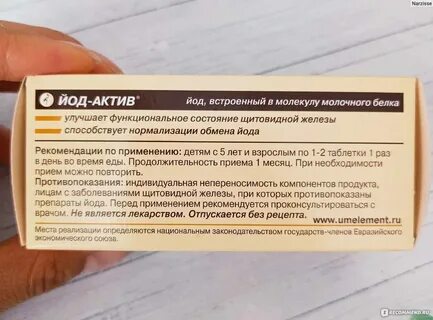 Narzisse
ЙОД-АКТИВ® йод, встроенный в молекулу молочного белка
улучшает функциональное состояние щитовидной железы
способствует нормализации обмена йода
Рекомендации по применению: детям с 5 лет и взрослым по 1-2 таблетки 1 раз
в день во время еды. Продолжительность приема 1 месяц. При необходимости
прием можно повторить.
Противопоказания: индивидуальная непереносимость компонентов продукта,
лицам с заболеваниями щитовидной железы, при которых противопоказаны
препараты йода. Перед применением рекомендуется проконсультироваться с
врачом. Не является лекарством. Отпускается без рецепта.
www.umelement.ru
Места реализации определяются национальным законодательством государств-членов Евразийского
экономического союза.
IRECOMMEND.RU